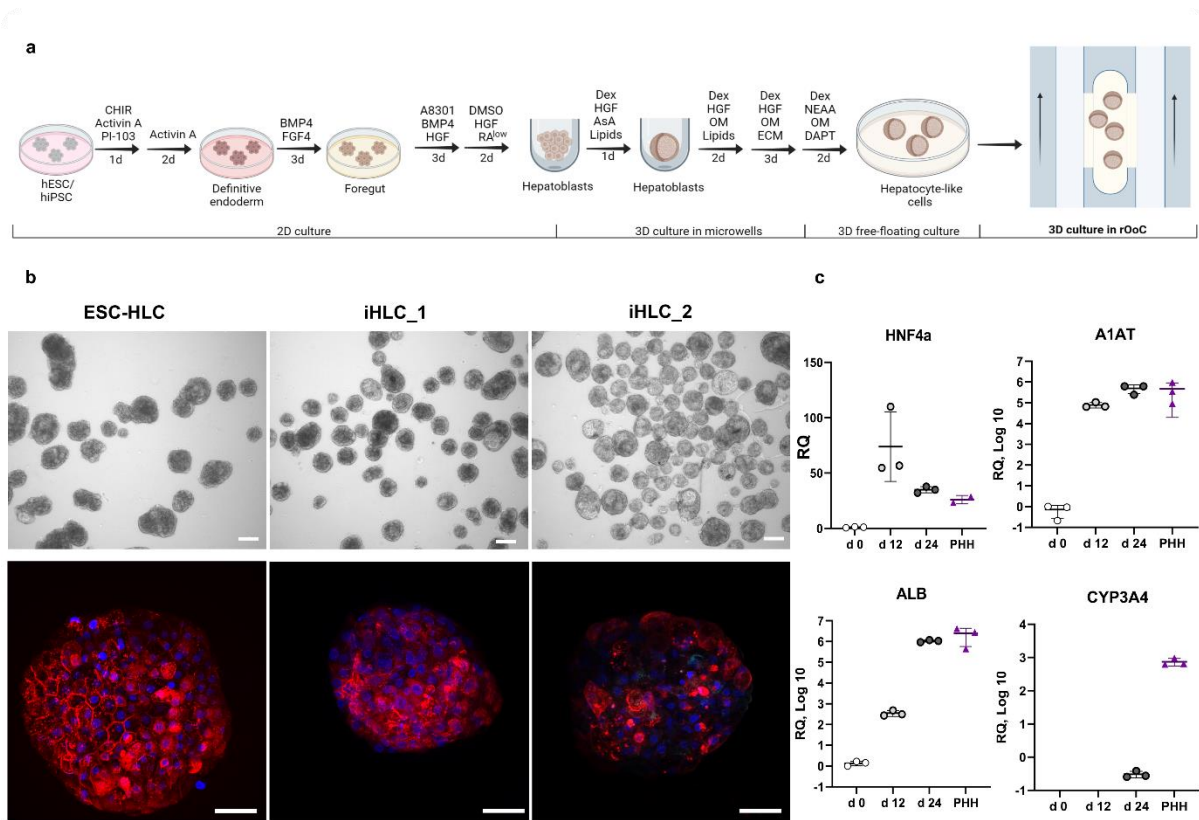 a
CHIR
Activin A
PI-103
1d
Activin A
2d
BMP4
FGF4
3d
A8301
BMP4
HGF
3d
DMSO
HGF
RAlow
2d
Dex
HGF
AsA
Lipids
1d
Dex
HGF
OM
Lipids
2d
Dex
HGF
OM
ECM
3d
Dex
NEAA
OM
DAPT
2d
hESC/
hiPSC
Definitive
endoderm
Foregut
Hepatoblasts
Hepatoblasts
Hepatocyte-like
cells
2D culture
3D culture in microwells
3D free-floating culture
3D culture in rOoC
b
ESC-HLC
iHLC_1
iHLC_2
c
HNF4a
RQ
150
100
50
0
d 0
d 12
d 24
PHH
A1AT
RQ, Log 10
7
6
5
4
3
2
1
0
-1
d 0
d 12
d 24
PHH
ALB
RQ, Log 10
7
6
5
4
3
2
1
0
-1
d 0
d 12
d 24
PHH
CYP3A4
RQ, Log 10
4
3
2
1
0
-1
d 0
d 12
d 24
PHH